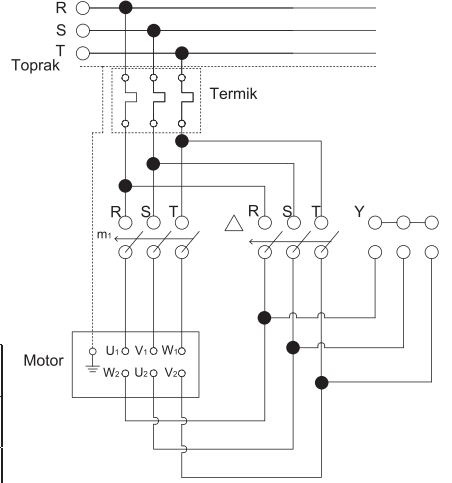 R
S
T
Toprak
Termik
R S T R S T Y
m1
Motor
U1 V1 W1
W2 U2 V2